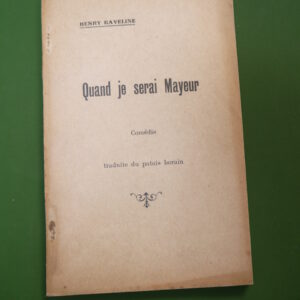 HENRY RAVELINE
Quand je serai Mayeur
Comédie
traduite du patois borain